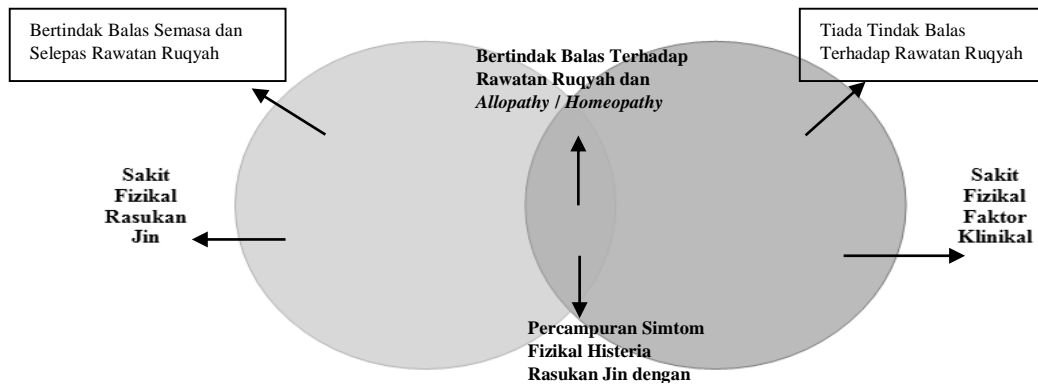 Bertindak Balas Semasa dan
Selepas Rawatan Ruqyah
Bertindak Balas Terhadap
Rawatan Ruqyah dan
Allopathy / Homeopathy
Tiada Tindak Balas
Terhadap Rawatan Ruqyah
Sakit
Fizikal
Rasukan
Jin
Sakit
Fizikal
Faktor
Klinikal
Percampuran Simtom
Fizikal Histeria
Rasukan Jin dengan